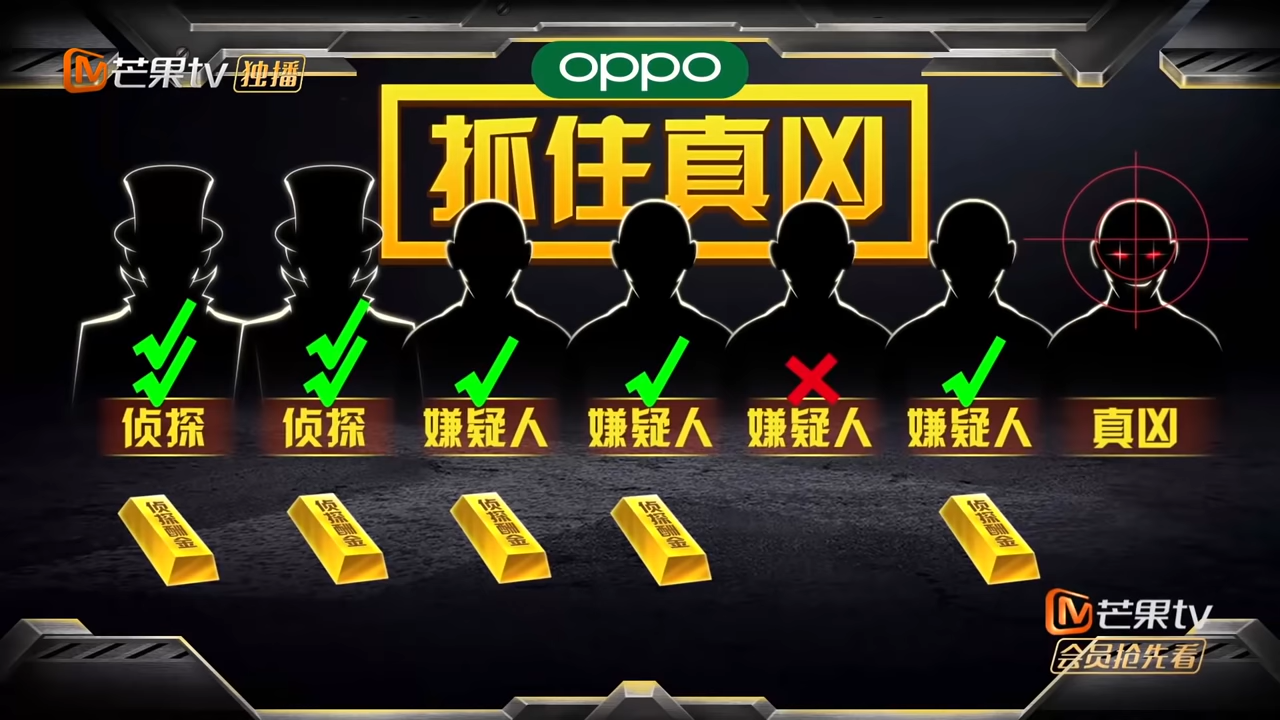 oppo
芒果tv 独播
抓住真凶
侦探 侦探 嫌疑人 嫌疑人 嫌疑人 嫌疑人 真凶
侦探酬金 侦探酬金 侦探酬金 侦探酬金 侦探酬金
芒果tv
会员抢先看